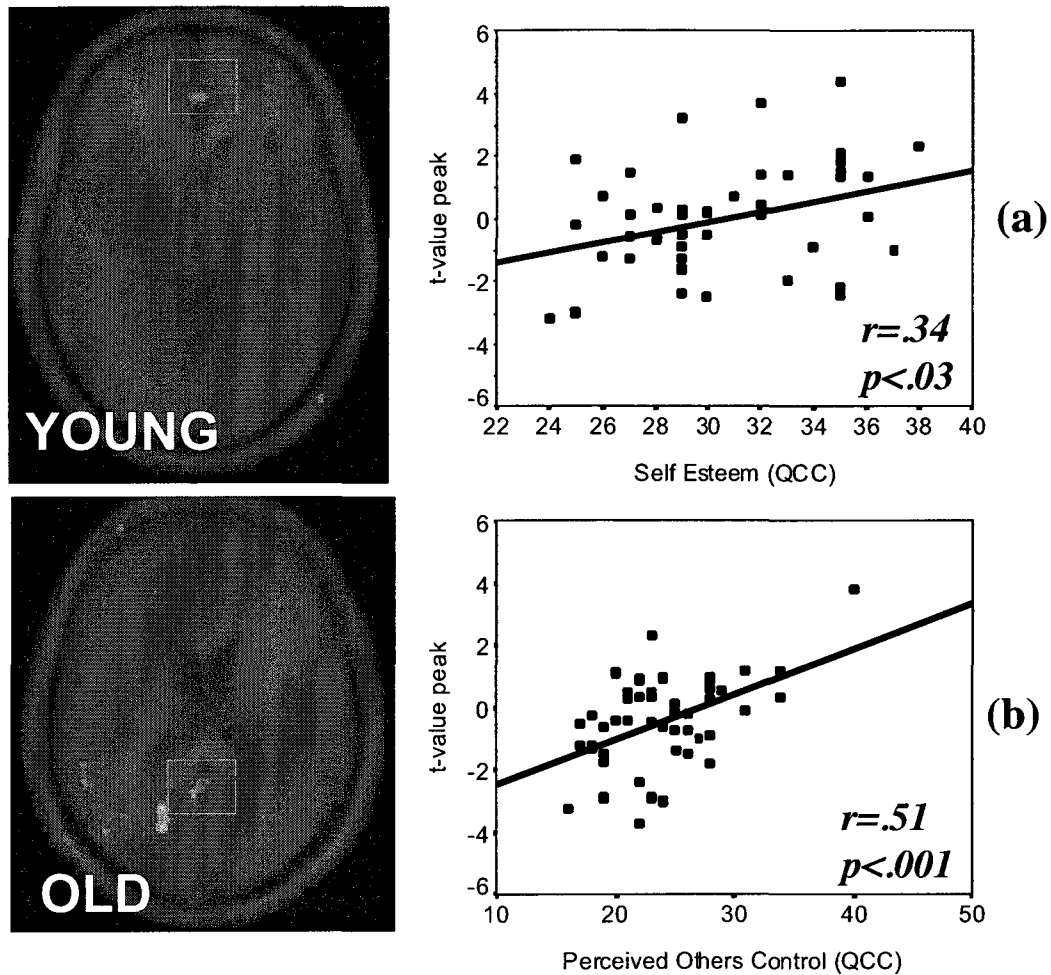 YOUNG
t-value peak
6
4
2
0
-2
-4
-6
22 24 26 28 30 32 34 36 38 40
Self Esteem (QCC)
r=.34
p<.03
(a)
OLD
t-value peak
6
4
2
0
-2
-4
-6
10 20 30 40 50
Perceived Others Control (QCC)
r=.51
p<.001
(b)